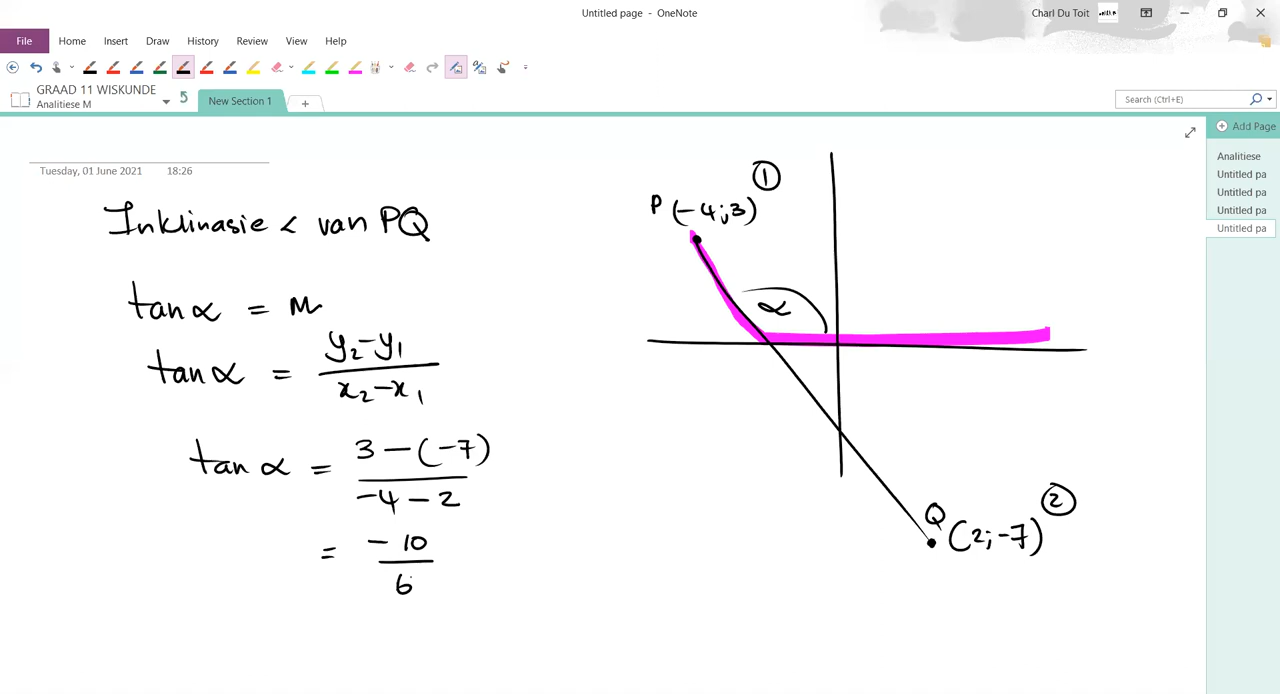 Untitled page - OneNote
Charl Du Toit
File Home Insert Draw History Review View Help
GRAAD 11 WISKUNDE
Analitiese M
New Section 1
+
Search (Ctrl+E)
Add Page
Analitiese
Untitled pa
Untitled pa
Untitled pa
Untitled pa
Tuesday, 01 June 2021 18:26
Inklinasie < van PQ
tan α = M
tan α = y₂-y₁ / x₂-x₁
tan α = 3-(-7) / -4-2
= -10 / 6
①
P (-4;3)
α
②
Q (2;-7)